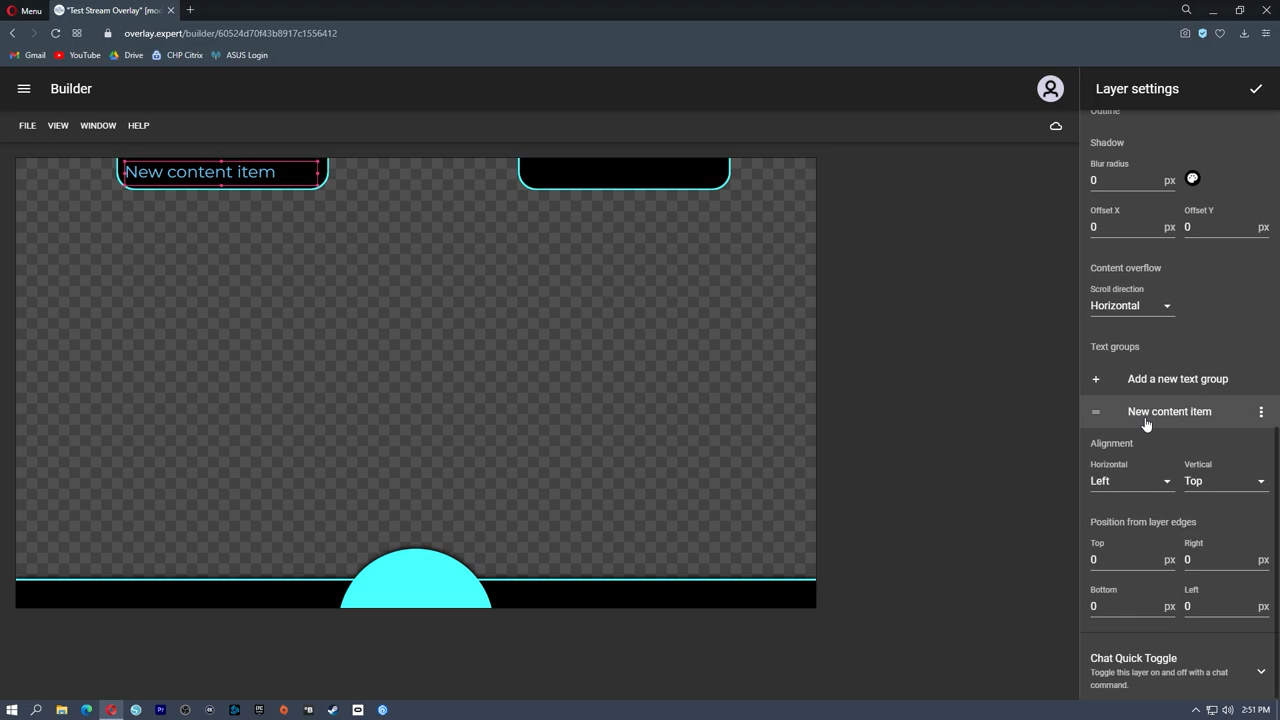 Menu
"Test Stream Overlay" [mod
overlay.expert/builder/60524d70f43b8917c1556412
Gmail
YouTube
Drive
CHP Citrix
ASUS Login
Builder
Layer settings
FILE
VIEW
WINDOW
HELP
Outline
Shadow
Blur radius
0 px
Offset X
Offset Y
0 px
0 px
Content overflow
Scroll direction
Horizontal
Text groups
+ Add a new text group
New content item
Alignment
Horizontal
Vertical
Left
Top
Position from layer edges
Top
Right
0 px
0 px
Bottom
Left
0 px
0 px
Chat Quick Toggle
Toggle this layer on and off with a chat
command.
New content item
2:51 PM